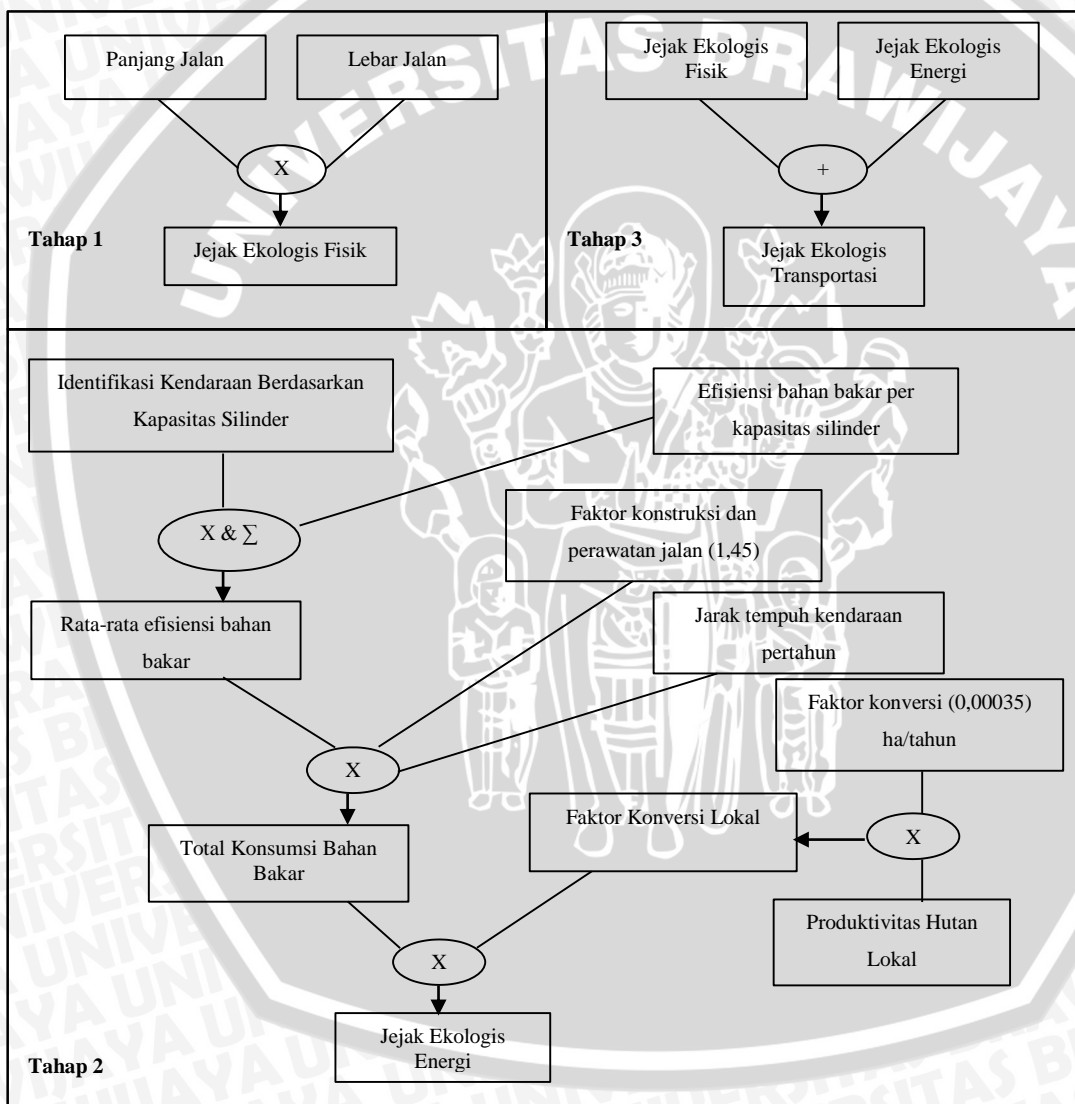 Panjang Jalan
Lebar Jalan
X
Tahap 1
Jejak Ekologis Fisik
Jejak Ekologis
Fisik
Jejak Ekologis
Energi
+
Tahap 3
Jejak Ekologis
Transportasi
Identifikasi Kendaraan Berdasarkan
Kapasitas Silinder
Efisiensi bahan bakar per
kapasitas silinder
X & ∑
Faktor konstruksi dan
perawatan jalan (1,45)
Rata-rata efisiensi bahan
bakar
Jarak tempuh kendaraan
pertahun
Faktor konversi (0,00035)
ha/tahun
X
Faktor Konversi Lokal
X
Total Konsumsi Bahan
Bakar
Produktivitas Hutan
Lokal
X
Jejak Ekologis
Energi
Tahap 2
UNIVERSITAS BRAWIJAYA